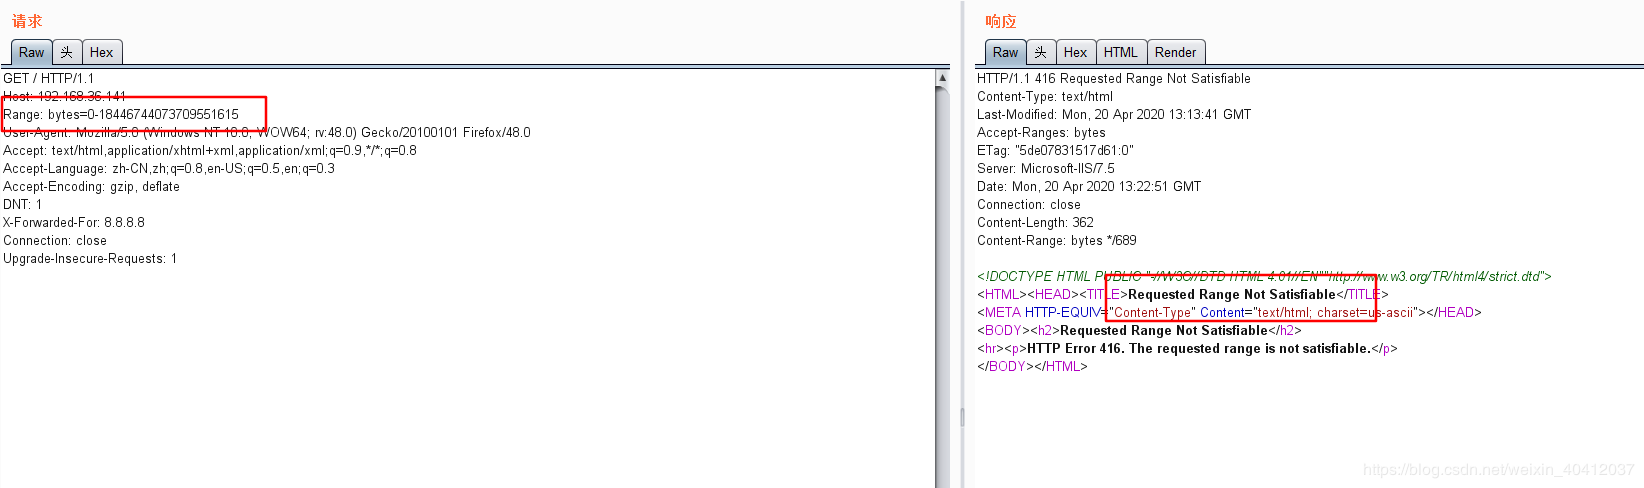 请求
Raw 头 Hex
GET / HTTP/1.1
Host: 192.168.36.141
Range: bytes=0-18446744073709551615
User-Agent: Mozilla/5.0 (Windows NT 10.0; WOW64; rv:48.0) Gecko/20100101 Firefox/48.0
Accept: text/html,application/xhtml+xml,application/xml;q=0.9,*/*;q=0.8
Accept-Language: zh-CN,zh;q=0.8,en-US;q=0.5,en;q=0.3
Accept-Encoding: gzip, deflate
DNT: 1
X-Forwarded-For: 8.8.8.8
Connection: close
Upgrade-Insecure-Requests: 1
响应
Raw 头 Hex HTML Render
HTTP/1.1 416 Requested Range Not Satisfiable
Content-Type: text/html
Last-Modified: Mon, 20 Apr 2020 13:13:41 GMT
Accept-Ranges: bytes
ETag: "5de07831517d61:0"
Server: Microsoft-IIS/7.5
Date: Mon, 20 Apr 2020 13:22:51 GMT
Connection: close
Content-Length: 362
Content-Range: bytes */689
<!DOCTYPE HTML PUBLIC "-//W3C//DTD HTML 4.01//EN""http://www.w3.org/TR/html4/strict.dtd">
<HTML><HEAD><TITLE>Requested Range Not Satisfiable</TITLE>
<META HTTP-EQUIV="Content-Type" Content="text/html; charset=us-ascii"></HEAD>
<BODY><h2>Requested Range Not Satisfiable</h2>
<hr><p>HTTP Error 416. The requested range is not satisfiable.</p>
</BODY></HTML>
https://blog.csdn.net/weixin_40412037